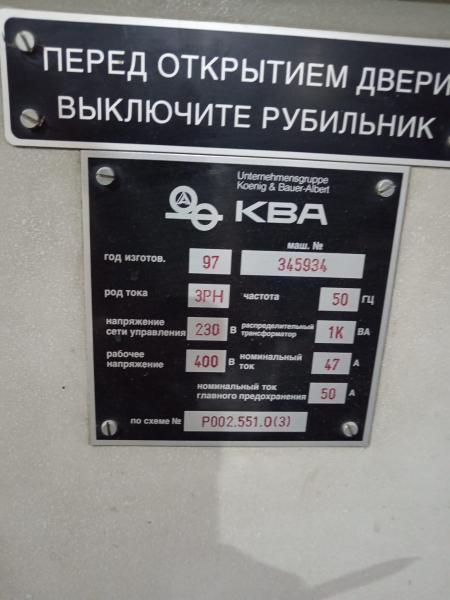 ПЕРЕД ОТКРЫТИЕМ ДВЕРИ
ВЫКЛЮЧИТЕ РУБИЛЬНИК
Unternehmensgruppe
Koenig & Bauer-Albert
KBA
год изготов. 97 маш. № 345934
род тока 3PH частота 50 ГЦ
напряжение сети управления 230 В распределительный трансформатор 1K ВА
рабочее напряжение 400 В номинальный ток 47 А
номинальный ток главного предохранения 50 А
по схеме № P002.551.0(3)